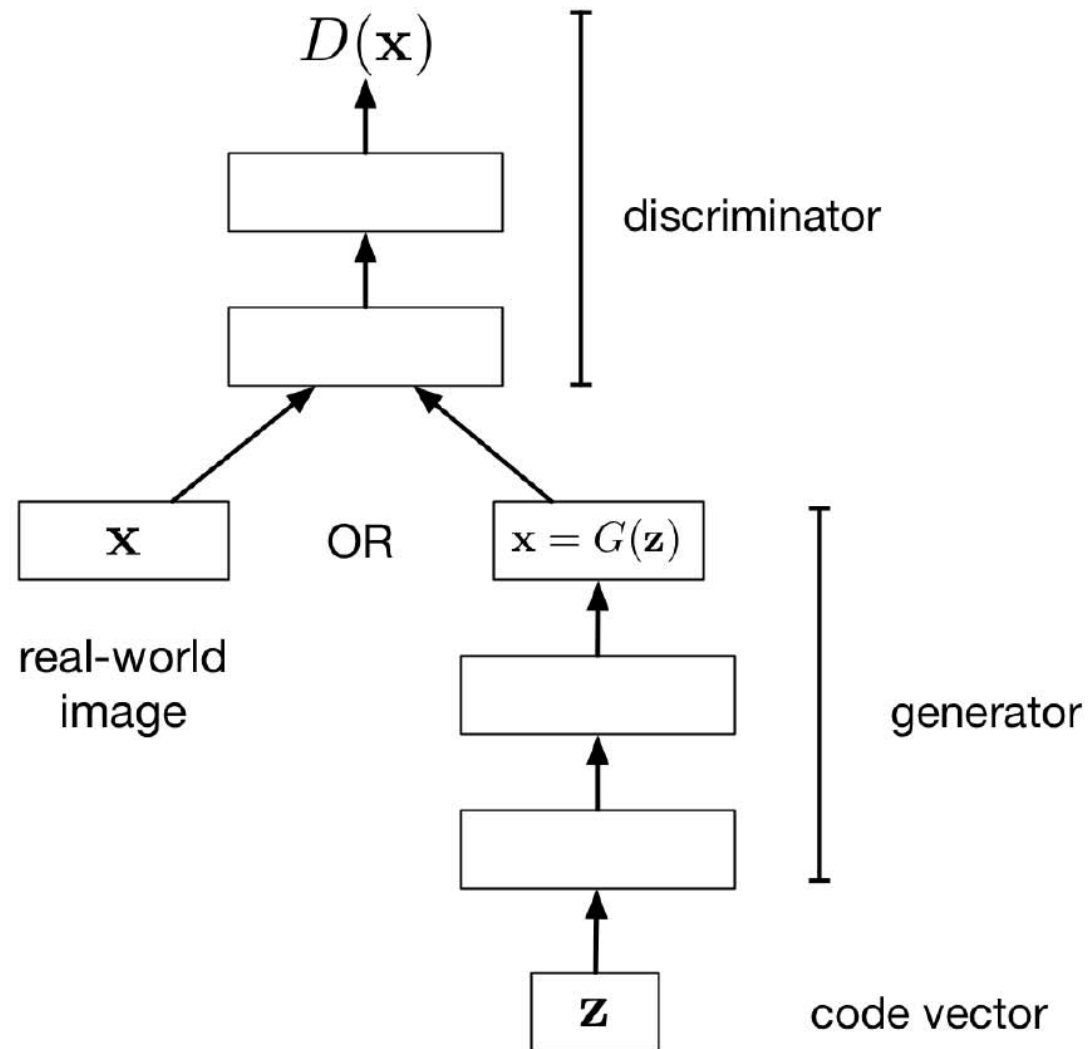 D(x)
discriminator
x
OR
x = G(z)
real-world
image
generator
z
code vector